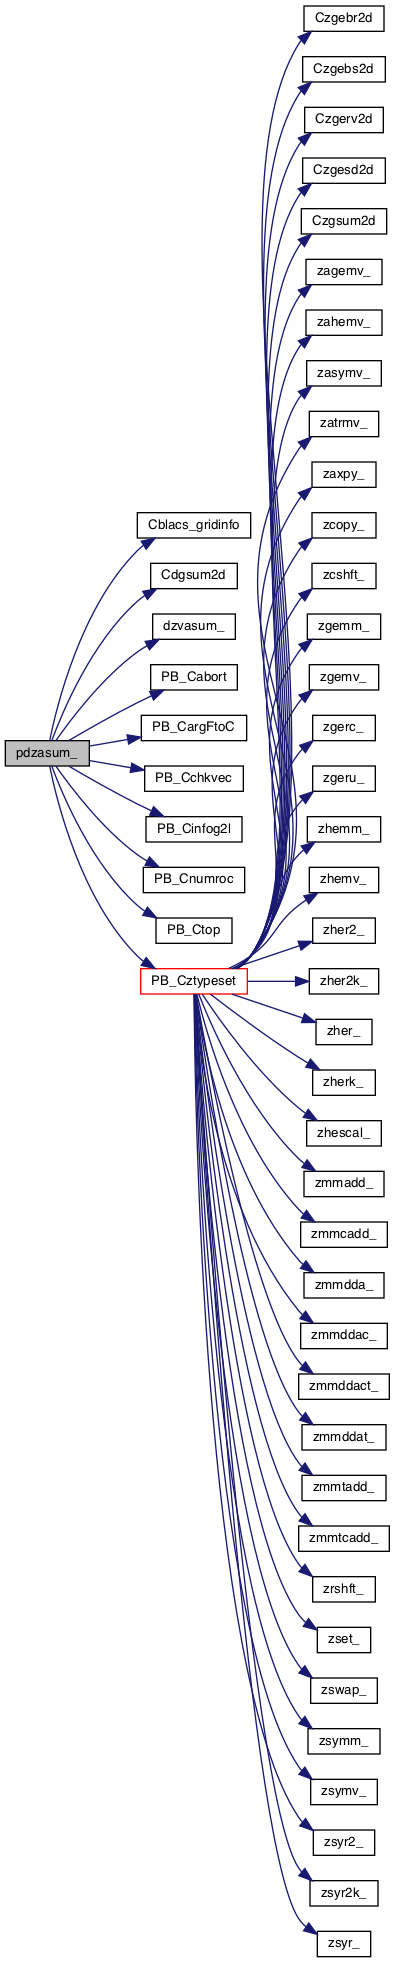 Czgebr2d
Czgebs2d
Czgerv2d
Czgesd2d
Czgsum2d
zagemv_
zahemv_
zasymv_
zatrmv_
zaxpy_
zcopy_
zcshft_
zgemm_
zgemv_
zgerc_
zgeru_
zhemm_
zhemv_
zher2_
zher2k_
zher_
zherk_
zhescal_
zmmadd_
zmmcadd_
zmmdda_
zmmddac_
zmmddact_
zmmddat_
zmmtadd_
zmmtcadd_
zrshft_
zset_
zswap_
zsymm_
zsymv_
zsyr2_
zsyr2k_
zsyr_
Cblacs_gridinfo
Cdgsum2d
dzvasum_
PB_Cabort
PB_CargFtoC
PB_Cchkvec
PB_Cinfog2l
PB_Cnumroc
PB_Ctop
PB_Cztypeset
pdzasum_